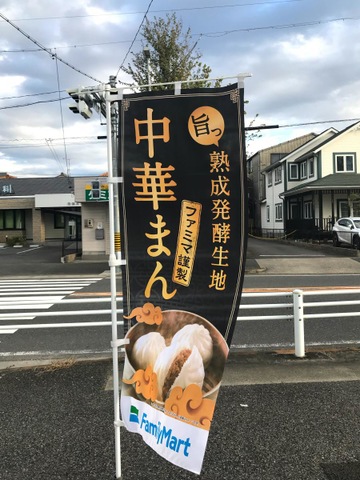 旨っ
熟成発酵生地
ファミマ謹製
中華まん
FamilyMart